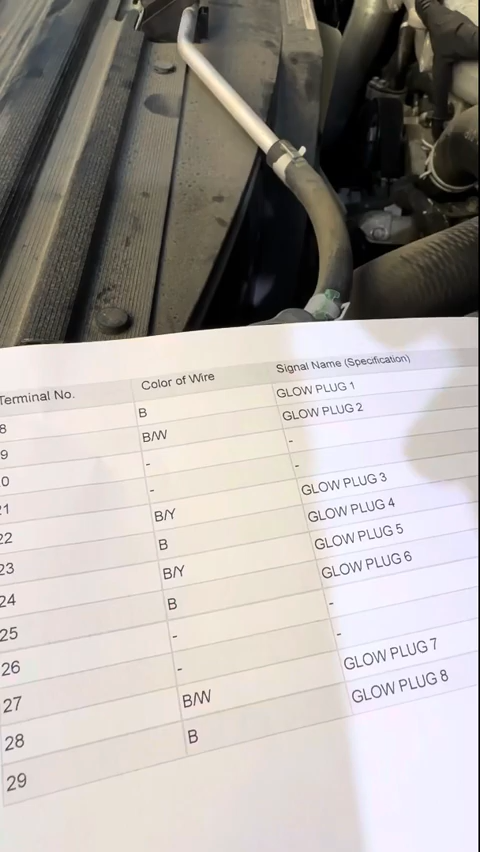 Terminal No. Color of Wire Signal Name (Specification)
8 B GLOW PLUG 1
9 B/W GLOW PLUG 2
0 - -
21 - -
22 B/Y GLOW PLUG 3
23 B GLOW PLUG 4
24 B/Y GLOW PLUG 5
25 B GLOW PLUG 6
26 - -
27 - -
28 B/W GLOW PLUG 7
29 B GLOW PLUG 8